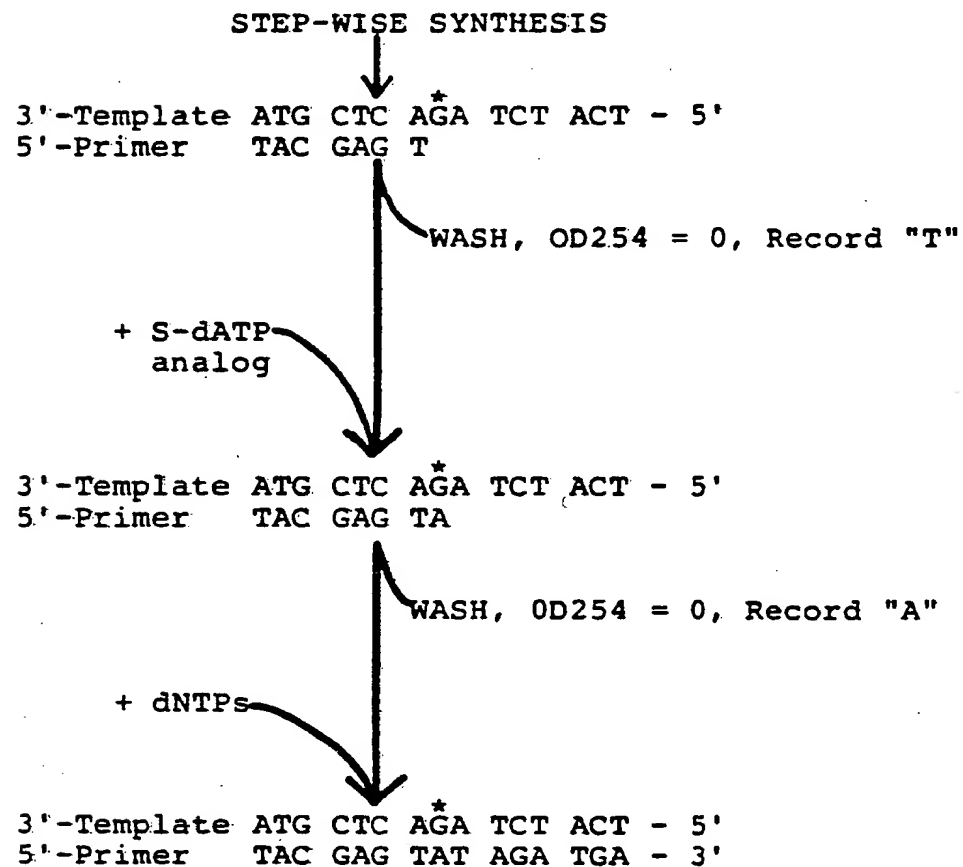 STEP-WISE SYNTHESIS
*
3'-Template ATG CTC AGA TCT ACT - 5'
5'-Primer TAC GAG T
WASH, OD254 = 0, Record "T"
+ S-dATP
analog
*
3'-Template ATG CTC AGA TCT ACT - 5'
5'-Primer TAC GAG TA
WASH, OD254 = 0, Record "A"
+ dNTPs
*
3'-Template ATG CTC AGA TCT ACT - 5'
5'-Primer TAC GAG TAT AGA TGA - 3'